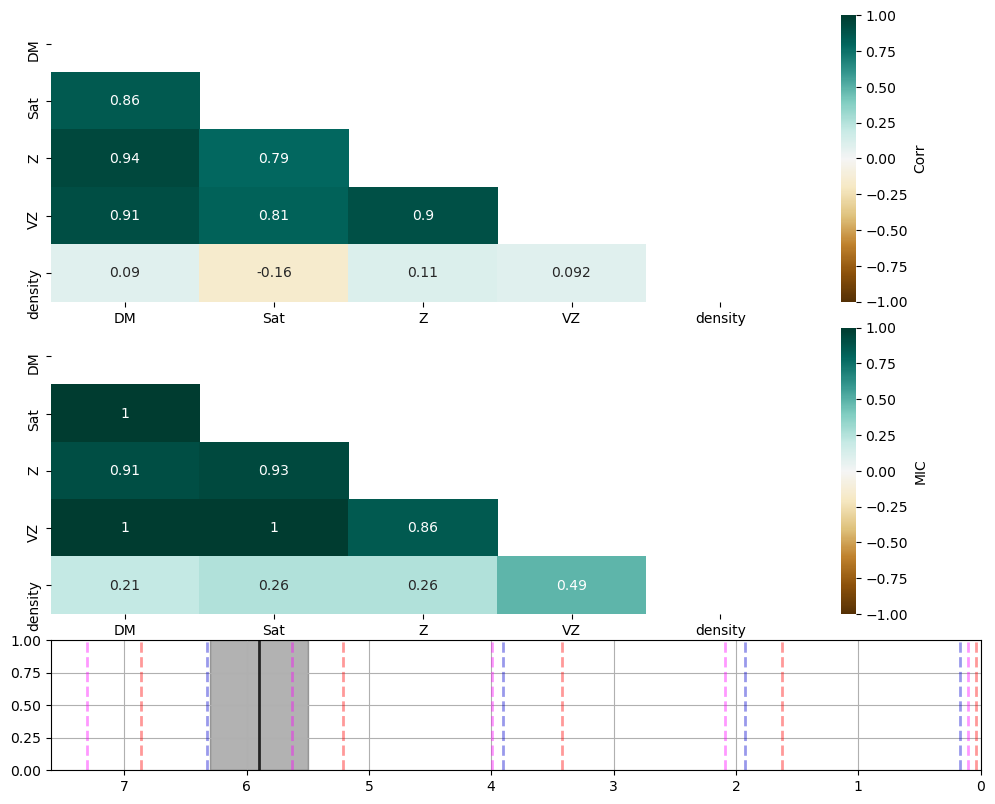 DM
Sat
Z
VZ
density
0.86
0.94 0.79
0.91 0.81 0.9
0.09 -0.16 0.11 0.092
DM Sat Z VZ density
1.00
0.75
0.50
0.25
0.00
−0.25
−0.50
−0.75
−1.00
Corr
DM
Sat
Z
VZ
density
1
0.91 0.93
1 1 0.86
0.21 0.26 0.26 0.49
DM Sat Z VZ density
1.00
0.75
0.50
0.25
0.00
−0.25
−0.50
−0.75
−1.00
MIC
1.00
0.75
0.50
0.25
0.00
7 6 5 4 3 2 1 0